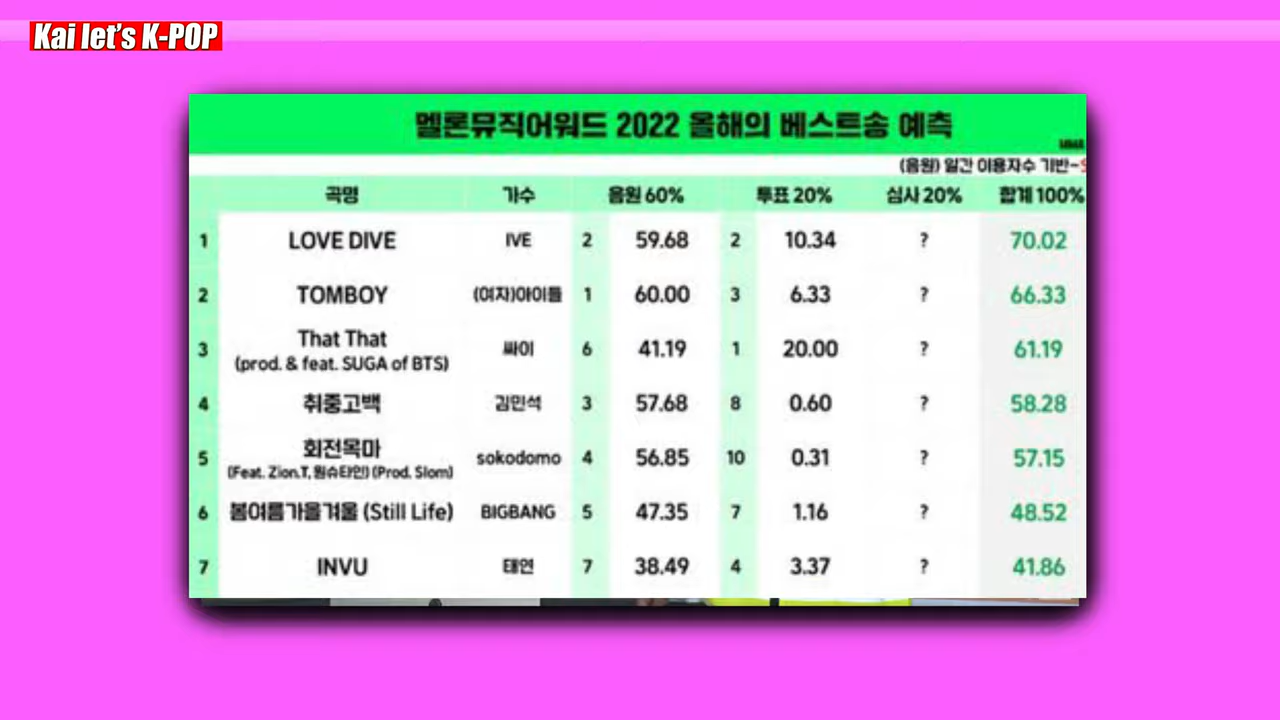 Kai let's K-POP
멜론뮤직어워드 2022 올해의 베스트송 예측
(음원) 일간 이용자수 기반-
곡명 가수 음원 60% 투표 20% 심사 20% 합계 100%
1 LOVE DIVE IVE 2 59.68 2 10.34 ? 70.02
2 TOMBOY (여자)아이들 1 60.00 3 6.33 ? 66.33
3 That That (prod. & feat. SUGA of BTS) 싸이 6 41.19 1 20.00 ? 61.19
4 취중고백 김민석 3 57.68 8 0.60 ? 58.28
5 회전목마 (Feat. Zion.T, 원슈타인) (Prod. Slom) sokodomo 4 56.85 10 0.31 ? 57.15
6 봄여름가을겨울 (Still Life) BIGBANG 5 47.35 7 1.16 ? 48.52
7 INVU 태연 7 38.49 4 3.37 ? 41.86